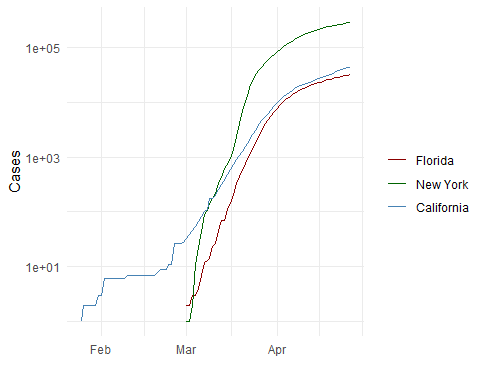 1e+05
1e+03
1e+01
Cases
Feb Mar Apr
Florida
New York
California